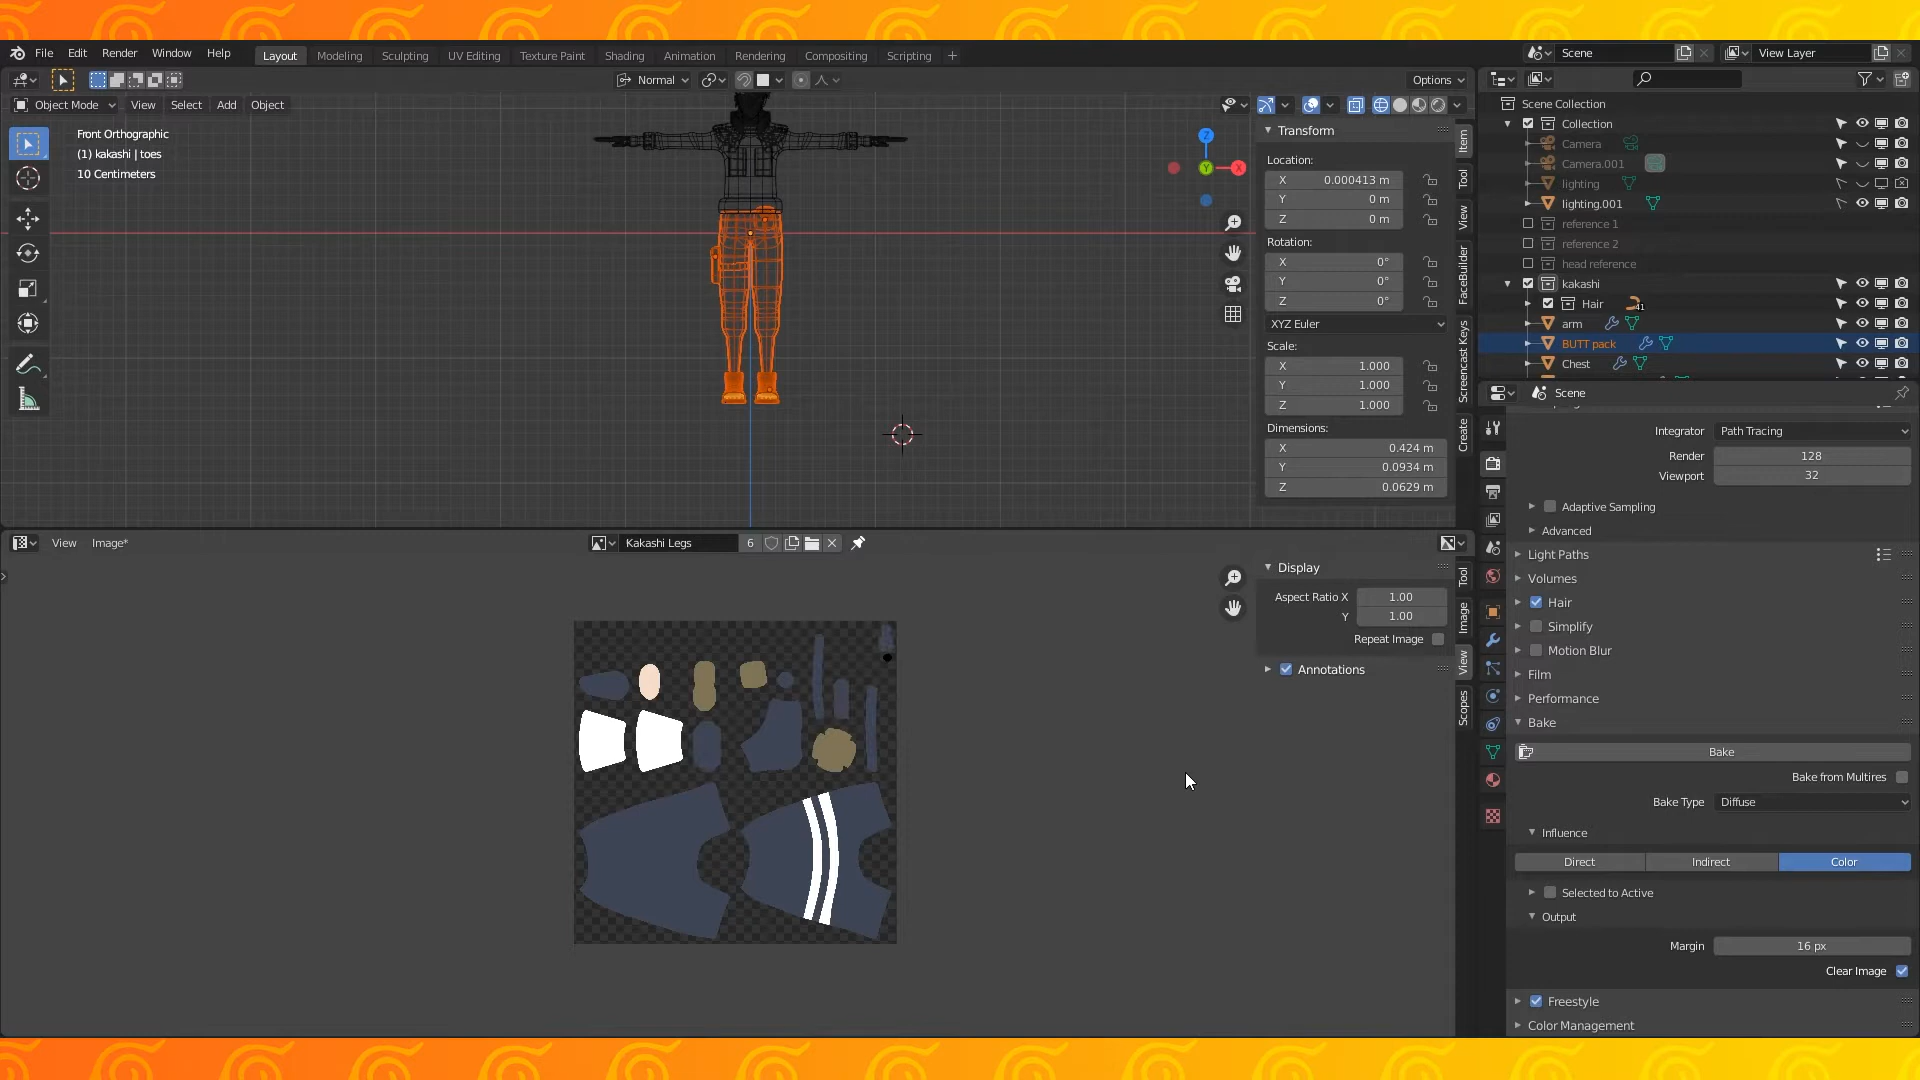 File Edit Render Window Help Layout Modeling Sculpting UV Editing Texture Paint Shading Animation Rendering Compositing Scripting + Scene View Layer
Normal Options
Object Mode View Select Add Object
Front Orthographic
(1) kakashi | toes
10 Centimeters
Z
Y
X
Transform
Location:
X 0.000413 m
Y 0 m
Z 0 m
Rotation:
X 0°
Y 0°
Z 0°
XYZ Euler
Scale:
X 1.000
Y 1.000
Z 1.000
Dimensions:
X 0.424 m
Y 0.0934 m
Z 0.0629 m
Item
Tool
View
FaceBuilder
Screencast Keys
Create
Scene Collection
Collection
Camera
Camera.001
lighting
lighting.001
reference 1
reference 2
head reference
kakashi
Hair 41
arm
BUTT pack
Chest
Scene
Integrator Path Tracing
Render 128
Viewport 32
Adaptive Sampling
Advanced
Light Paths
Volumes
Hair
Simplify
Motion Blur
Film
Performance
Bake
Bake
Bake from Multires
Bake Type Diffuse
Influence
Direct Indirect Color
Selected to Active
Output
Margin 16 px
Clear Image
Freestyle
Color Management
View Image* Kakashi Legs 6
Display
Aspect Ratio X 1.00
Y 1.00
Repeat Image
Annotations
Tool
Image
View
Scopes